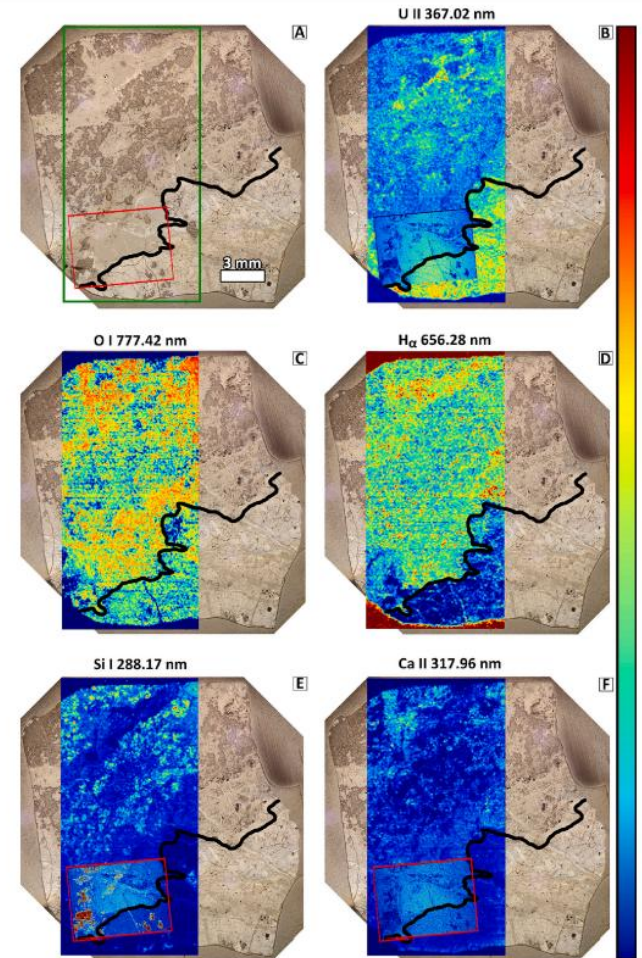 A
3 mm
U II 367.02 nm
B
O I 777.42 nm
C
Hα 656.28 nm
D
Si I 288.17 nm
E
Ca II 317.96 nm
F